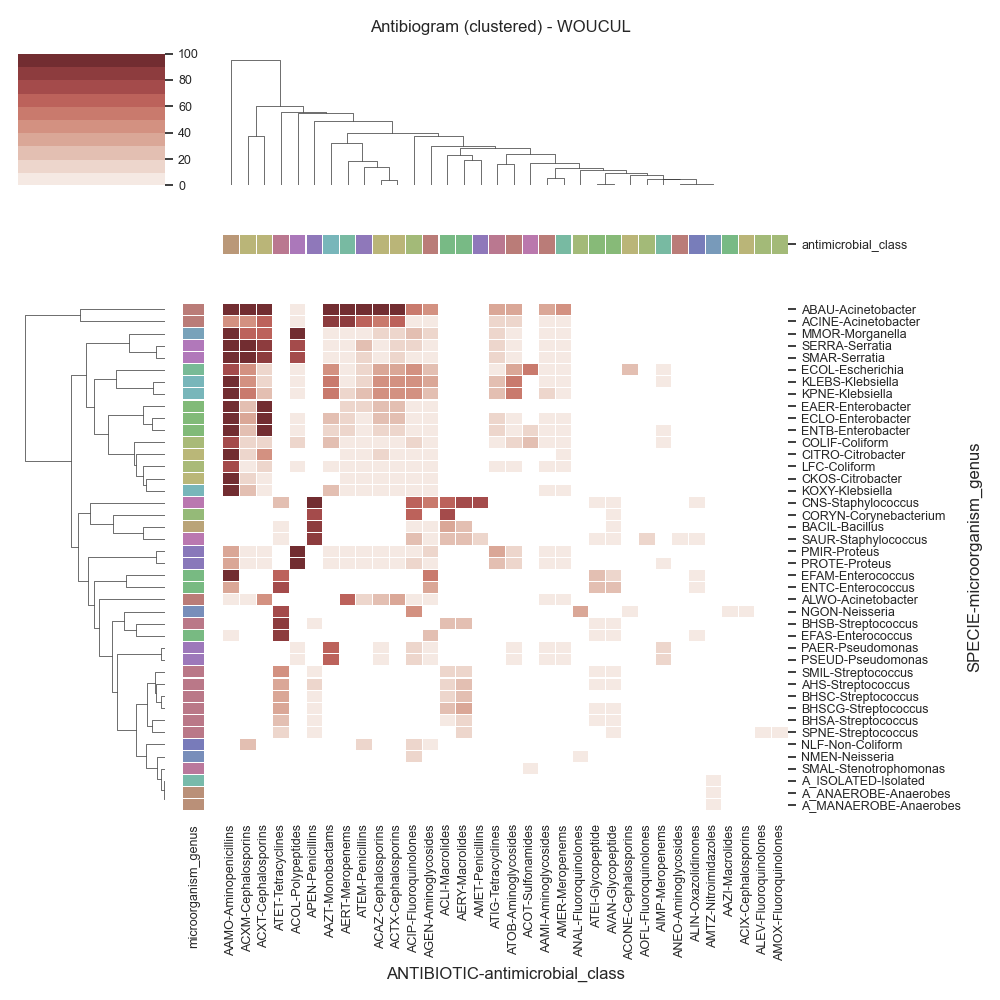 Antibiogram (clustered) - WOUCUL
100
80
60
40
20
0
antimicrobial_class
ABAU-Acinetobacter
ACINE-Acinetobacter
MMOR-Morganella
SERRA-Serratia
SMAR-Serratia
ECOL-Escherichia
KLEBS-Klebsiella
KPNE-Klebsiella
EAER-Enterobacter
ECLO-Enterobacter
ENTB-Enterobacter
COLIF-Coliform
CITRO-Citrobacter
LFC-Coliform
CKOS-Citrobacter
KOXY-Klebsiella
CNS-Staphylococcus
CORYN-Corynebacterium
BACIL-Bacillus
SAUR-Staphylococcus
PMIR-Proteus
PROTE-Proteus
EFAM-Enterococcus
ENTC-Enterococcus
ALWO-Acinetobacter
NGON-Neisseria
BHSB-Streptococcus
EFAS-Enterococcus
PAER-Pseudomonas
PSEUD-Pseudomonas
SMIL-Streptococcus
AHS-Streptococcus
BHSC-Streptococcus
BHSCG-Streptococcus
BHSA-Streptococcus
SPNE-Streptococcus
NLF-Non-Coliform
NMEN-Neisseria
SMAL-Stenotrophomonas
A_ISOLATED-Isolated
A_ANAEROBE-Anaerobes
A_MANAEROBE-Anaerobes
SPECIE-microorganism_genus
microorganism_genus
AAMO-Aminopenicillins
ACXM-Cephalosporins
ACXT-Cephalosporins
ATET-Tetracyclines
ACOL-Polypeptides
APEN-Penicillins
AAZT-Monobactams
AERT-Meropenems
ATEM-Penicillins
ACAZ-Cephalosporins
ACTX-Cephalosporins
ACIP-Fluoroquinolones
AGEN-Aminoglycosides
ACLI-Macrolides
AERY-Macrolides
AMET-Penicillins
ATIG-Tetracyclines
ATOB-Aminoglycosides
ACOT-Sulfonamides
AAMI-Aminoglycosides
AMER-Meropenems
ANAL-Fluoroquinolones
ATEI-Glycopeptide
AVAN-Glycopeptide
ACONE-Cephalosporins
AOFL-Fluoroquinolones
AIMP-Meropenems
ANEO-Aminoglycosides
ALIN-Oxazolidinones
AMTZ-Nitroimidazoles
AAZI-Macrolides
ACIX-Cephalosporins
ALEV-Fluoroquinolones
AMOX-Fluoroquinolones
ANTIBIOTIC-antimicrobial_class